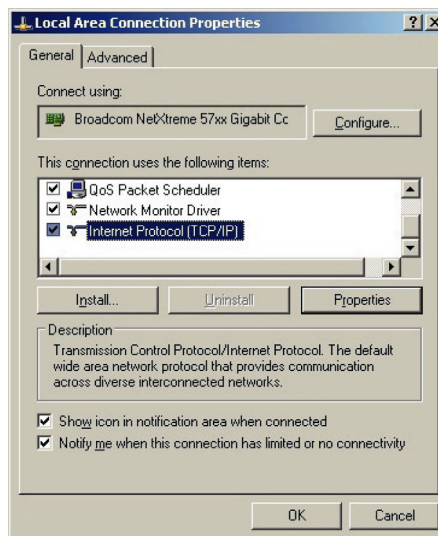 Local Area Connection Properties
General Advanced
Connect using:
Broadcom NetXtreme 57xx Gigabit Cc
Configure...
This connection uses the following items:
QoS Packet Scheduler
Network Monitor Driver
Internet Protocol (TCP/IP)
Install... Uninstall Properties
Description
Transmission Control Protocol/Internet Protocol. The default
wide area network protocol that provides communication
across diverse interconnected networks.
Show icon in notification area when connected
Notify me when this connection has limited or no connectivity
OK Cancel